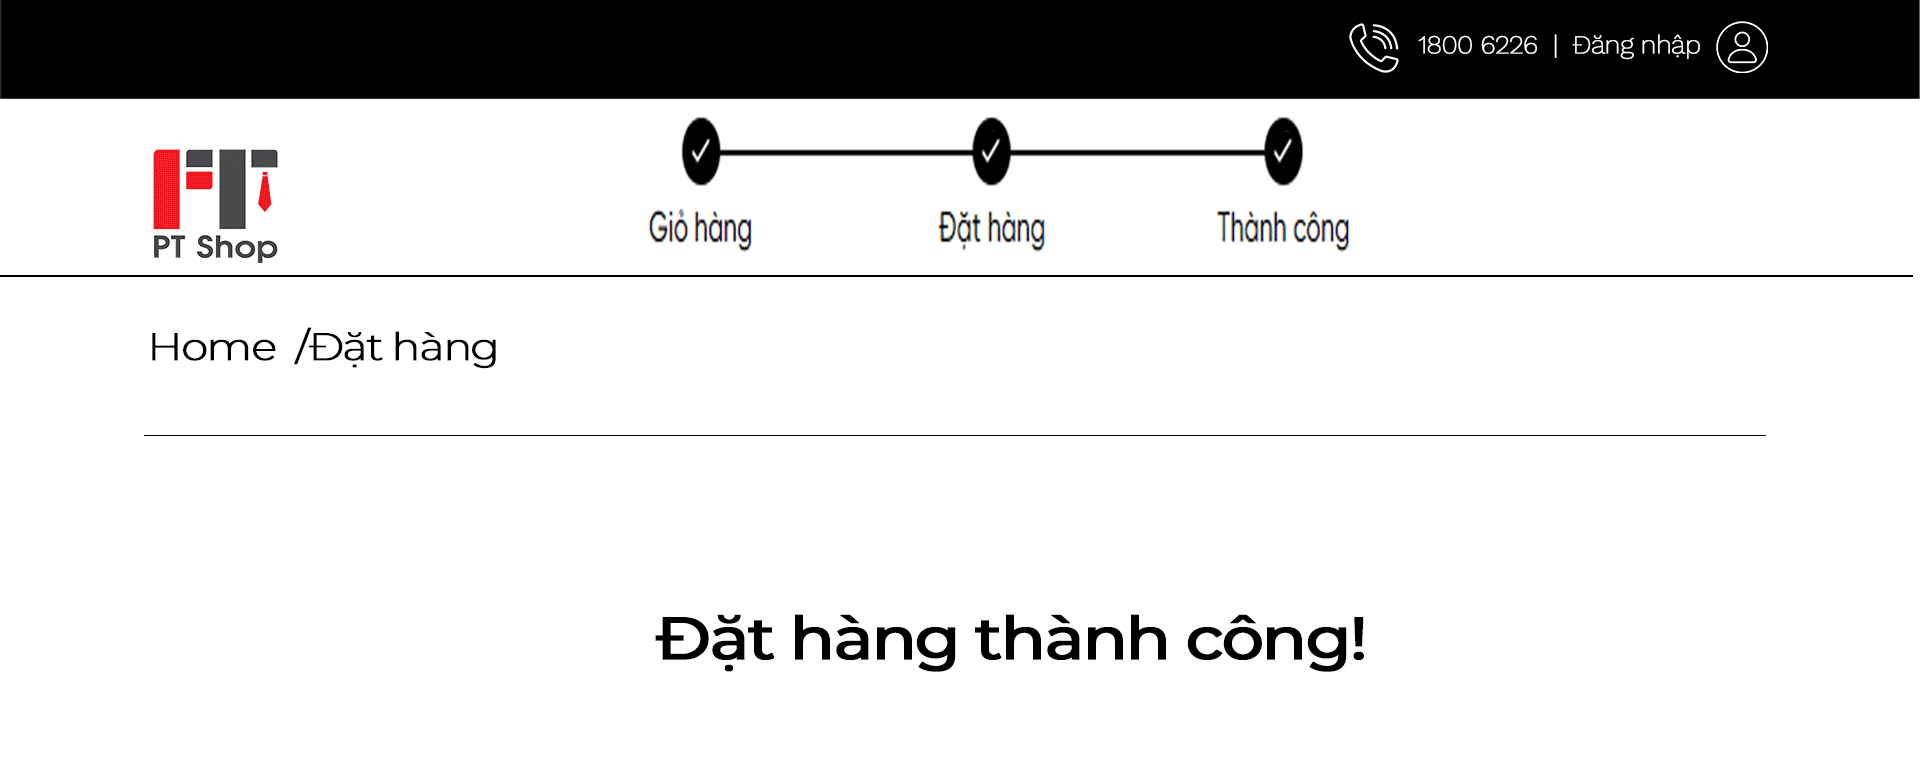 1800 6226 | Đăng nhập
PT Shop
Giỏ hàng
Đặt hàng
Thành công
Home /Đặt hàng
Đặt hàng thành công!